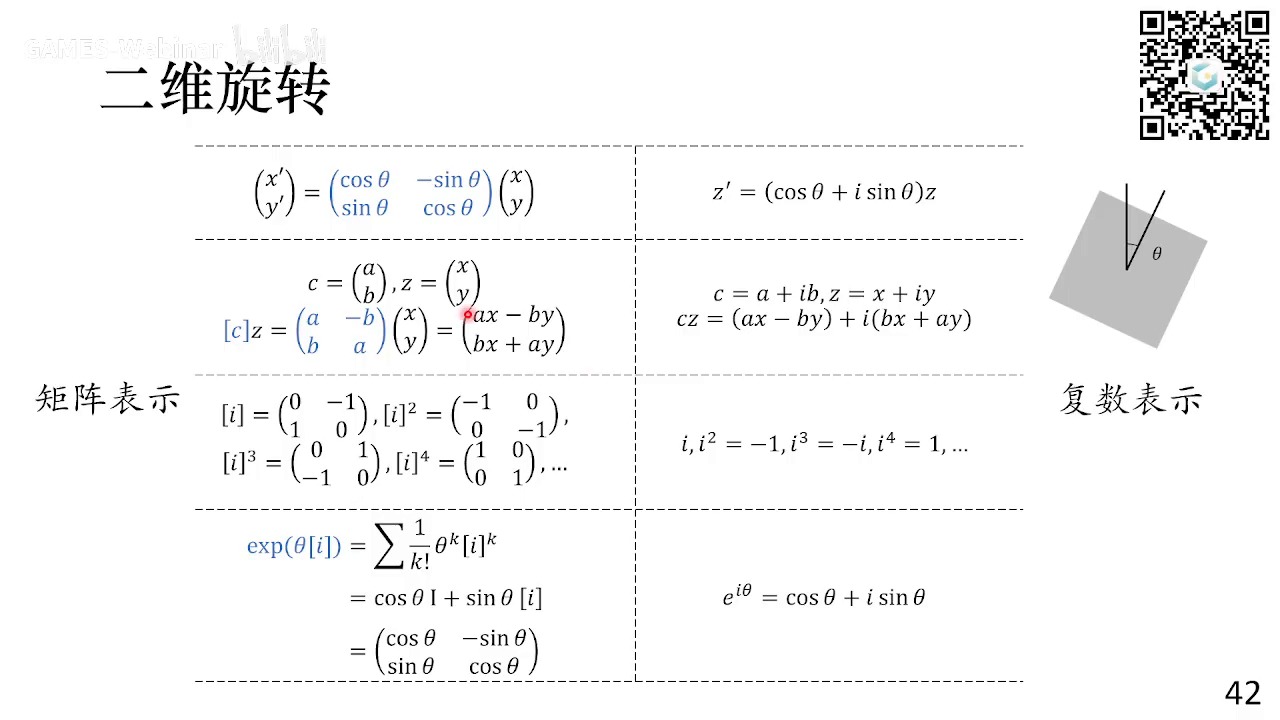 GAMES-Webinar
二维旋转
(x′ y′) = (cos θ −sin θ; sin θ cos θ)(x y)
z′ = (cos θ + i sin θ)z
θ
c = (a b), z = (x y)
[c]z = (a −b; b a)(x y) = (ax − by; bx + ay)
c = a + ib, z = x + iy
cz = (ax − by) + i(bx + ay)
矩阵表示
[i] = (0 −1; 1 0), [i]² = (−1 0; 0 −1),
[i]³ = (0 1; −1 0), [i]⁴ = (1 0; 0 1), …
i, i² = −1, i³ = −i, i⁴ = 1, …
复数表示
exp(θ[i]) = ∑ 1/k! θᵏ[i]ᵏ
= cos θ I + sin θ [i]
= (cos θ −sin θ; sin θ cos θ)
e^{iθ} = cos θ + i sin θ
42